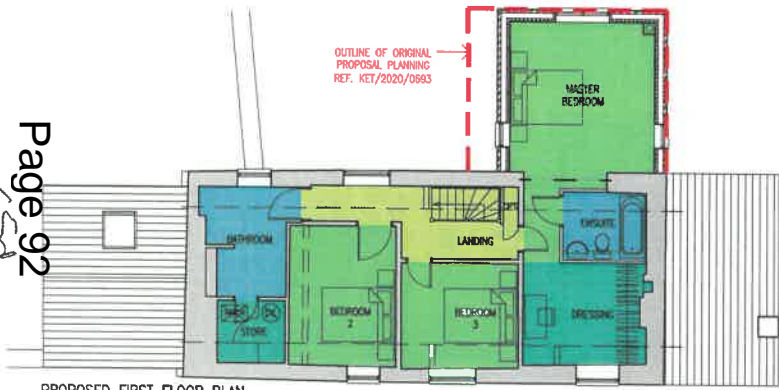 OUTLINE OF ORIGINAL
PROPOSAL PLANNING
REF. KET/2020/0693
MASTER
BEDROOM
Page 92
BATHROOM
LANDING
ENSUITE
BEDROOM
2
BEDROOM
3
DRESSING
STORE
PROPOSED FIRST FLOOR PLAN